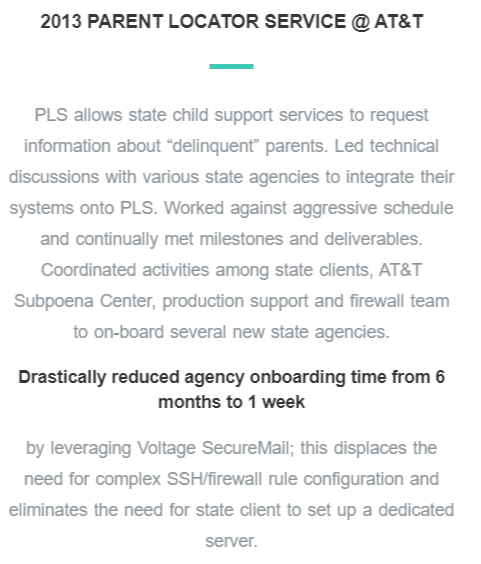 2013 PARENT LOCATOR SERVICE @ AT&T
PLS allows state child support services to request
information about “delinquent” parents. Led technical
discussions with various state agencies to integrate their
systems onto PLS. Worked against aggressive schedule
and continually met milestones and deliverables.
Coordinated activities among state clients, AT&T
Subpoena Center, production support and firewall team
to on-board several new state agencies.
Drastically reduced agency onboarding time from 6
months to 1 week
by leveraging Voltage SecureMail; this displaces the
need for complex SSH/firewall rule configuration and
eliminates the need for state client to set up a dedicated
server.